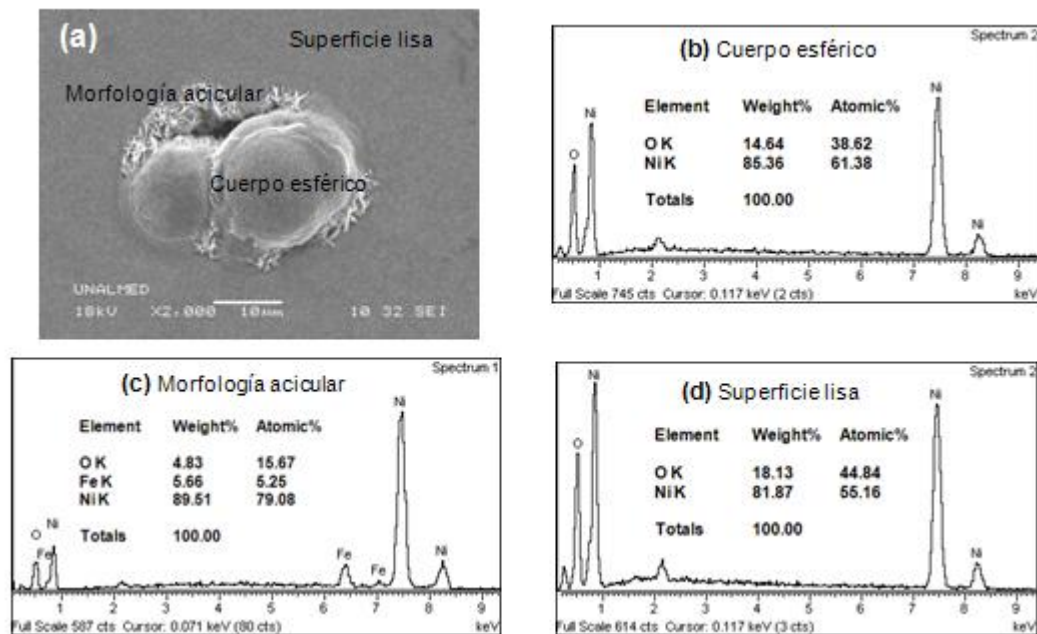 (a)
Superficie lisa
Morfología acicular
Cuerpo esférico
UNALMED
18kV X2,000 10µm 10 32 SEI
Spectrum 2
(b) Cuerpo esférico
Element Weight% Atomic%
O K 14.64 38.62
Ni K 85.36 61.38
Totals 100.00
O Ni Ni Ni
1 2 3 4 5 6 7 8 9
Full Scale 745 cts Cursor: 0.117 keV (2 cts) keV
Spectrum 1
(c) Morfología acicular
Element Weight% Atomic%
O K 4.83 15.67
Fe K 5.66 5.25
Ni K 89.51 79.08
Totals 100.00
O Fe Ni Fe Fe Ni Ni
1 2 3 4 5 6 7 8 9
Full Scale 587 cts Cursor: 0.071 keV (80 cts) keV
Spectrum 2
(d) Superficie lisa
Element Weight% Atomic%
O K 18.13 44.84
Ni K 81.87 55.16
Totals 100.00
O Ni Ni Ni
1 2 3 4 5 6 7 8 9
Full Scale 614 cts Cursor: 0.117 keV (3 cts) keV